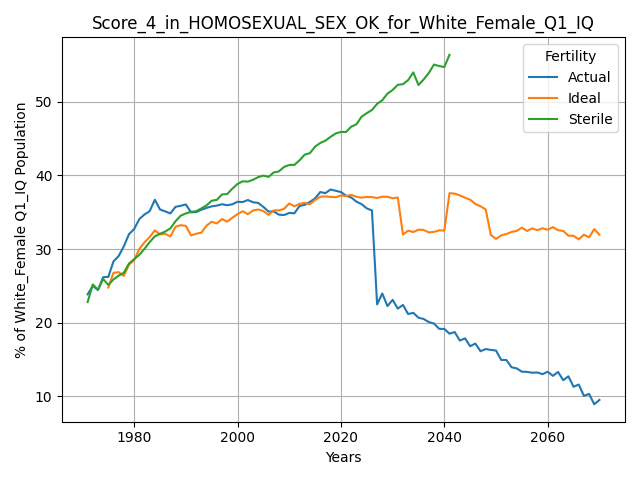 Score_4_in_HOMOSEXUAL_SEX_OK_for_White_Female_Q1_IQ
% of White_Female Q1_IQ Population
50
40
30
20
10
Fertility
Actual
Ideal
Sterile
1980
2000
2020
2040
2060
Years